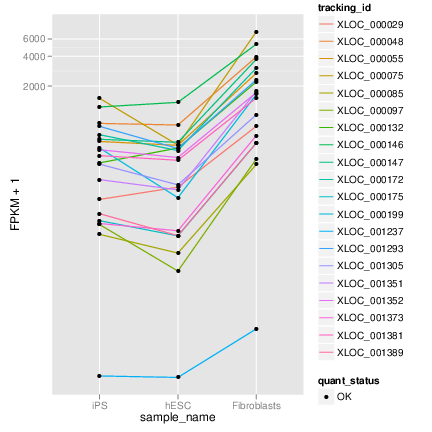 tracking_id
XLOC_000029
XLOC_000048
XLOC_000055
XLOC_000075
XLOC_000085
XLOC_000097
XLOC_000132
XLOC_000146
XLOC_000147
XLOC_000172
XLOC_000175
XLOC_000199
XLOC_001237
XLOC_001293
XLOC_001305
XLOC_001351
XLOC_001352
XLOC_001373
XLOC_001381
XLOC_001389
quant_status
OK
6000
4000
2000
FPKM + 1
iPS hESC Fibroblasts
sample_name